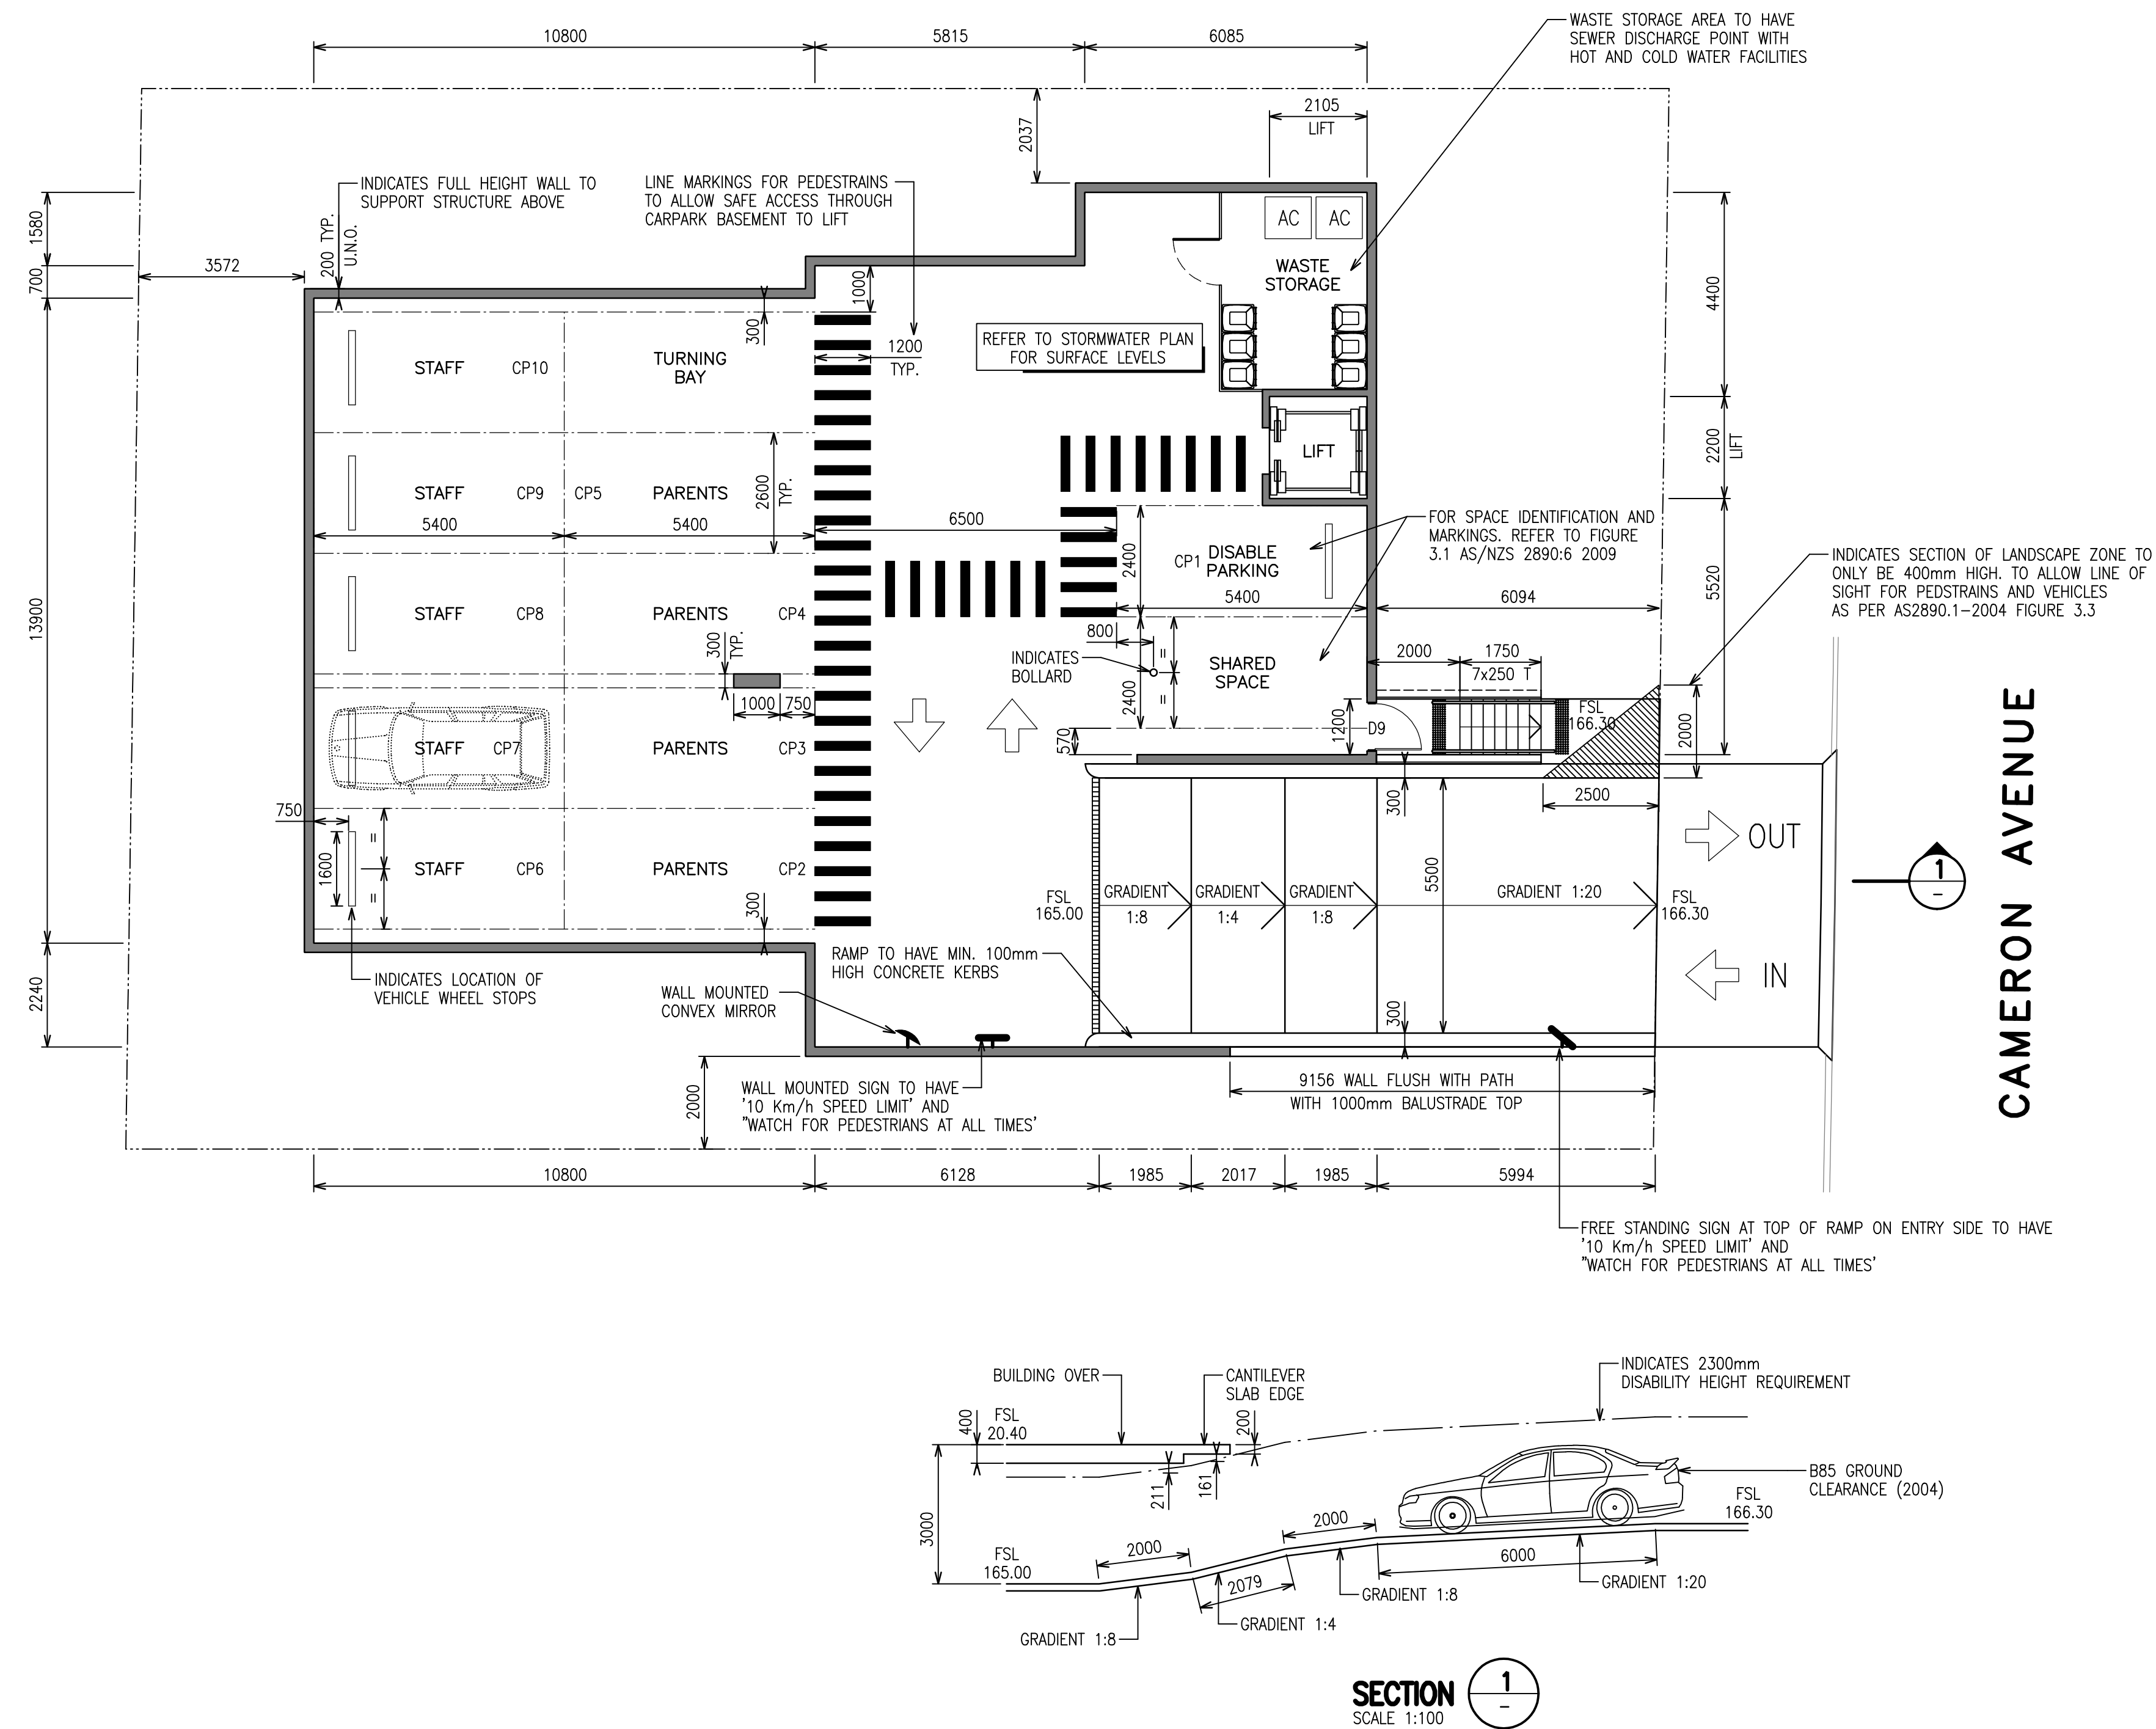 10800
5815
6085
WASTE STORAGE AREA TO HAVE
SEWER DISCHARGE POINT WITH
HOT AND COLD WATER FACILITIES
2105
LIFT
2037
INDICATES FULL HEIGHT WALL TO
SUPPORT STRUCTURE ABOVE
LINE MARKINGS FOR PEDESTRAINS
TO ALLOW SAFE ACCESS THROUGH
CARPARK BASEMENT TO LIFT
1580
700
3572
200 TYP.
U.N.O.
AC
AC
WASTE
STORAGE
1000
300
4400
REFER TO STORMWATER PLAN
FOR SURFACE LEVELS
1200
TYP.
STAFF
CP10
TURNING
BAY
2200
LIFT
LIFT
2600
TYP.
STAFF
CP9
CP5
PARENTS
5400
5400
6500
FOR SPACE IDENTIFICATION AND
MARKINGS. REFER TO FIGURE
3.1 AS/NZS 2890:6 2009
INDICATES SECTION OF LANDSCAPE ZONE TO
ONLY BE 400mm HIGH. TO ALLOW LINE OF
SIGHT FOR PEDSTRAINS AND VEHICLES
AS PER AS2890.1-2004 FIGURE 3.3
2400
CP1
DISABLE
PARKING
5520
5400
6094
13900
STAFF
CP8
PARENTS
CP4
300
TYP.
800
INDICATES
BOLLARD
=
=
2400
SHARED
SPACE
2000
1750
7x250 T
1000
750
FSL
166.30
2000
1200
D9
570
STAFF
CP7
PARENTS
CP3
300
2500
750
=
=
1600
OUT
CAMERON AVENUE
1
-
STAFF
CP6
PARENTS
CP2
300
FSL
165.00
GRADIENT
1:8
GRADIENT
1:4
GRADIENT
1:8
5500
GRADIENT 1:20
FSL
166.30
IN
2240
INDICATES LOCATION OF
VEHICLE WHEEL STOPS
RAMP TO HAVE MIN. 100mm
HIGH CONCRETE KERBS
WALL MOUNTED
CONVEX MIRROR
300
2000
WALL MOUNTED SIGN TO HAVE
'10 Km/h SPEED LIMIT' AND
"WATCH FOR PEDESTRIANS AT ALL TIMES'
9156 WALL FLUSH WITH PATH
WITH 1000mm BALUSTRADE TOP
10800
6128
1985
2017
1985
5994
FREE STANDING SIGN AT TOP OF RAMP ON ENTRY SIDE TO HAVE
'10 Km/h SPEED LIMIT' AND
"WATCH FOR PEDESTRIANS AT ALL TIMES'
BUILDING OVER
CANTILEVER
SLAB EDGE
INDICATES 2300mm
DISABILITY HEIGHT REQUIREMENT
400
FSL
20.40
200
211
161
3000
B85 GROUND
CLEARANCE (2004)
FSL
166.30
2000
2000
FSL
165.00
2079
6000
GRADIENT 1:20
GRADIENT 1:8
GRADIENT 1:4
GRADIENT 1:8
SECTION
SCALE 1:100
1
-